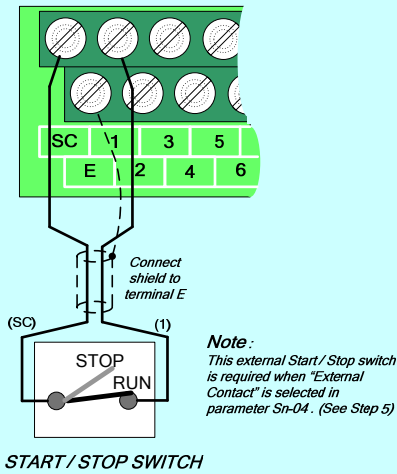 SC 1 3 5
E 2 4 6
Connect
shield to
terminal E
(SC) (1)
STOP
RUN
Note :
This external Start / Stop switch
is required when “External
Contact” is selected in
parameter Sn-04 . (See Step 5)
START / STOP SWITCH